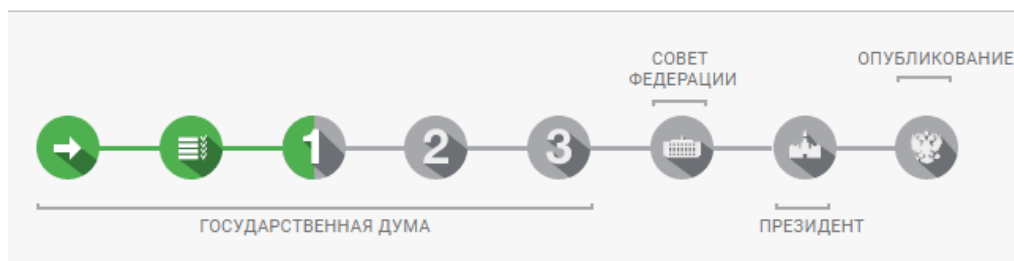 СОВЕТ
ФЕДЕРАЦИИ
ОПУБЛИКОВАНИЕ
1
2
3
ГОСУДАРСТВЕННАЯ ДУМА
ПРЕЗИДЕНТ